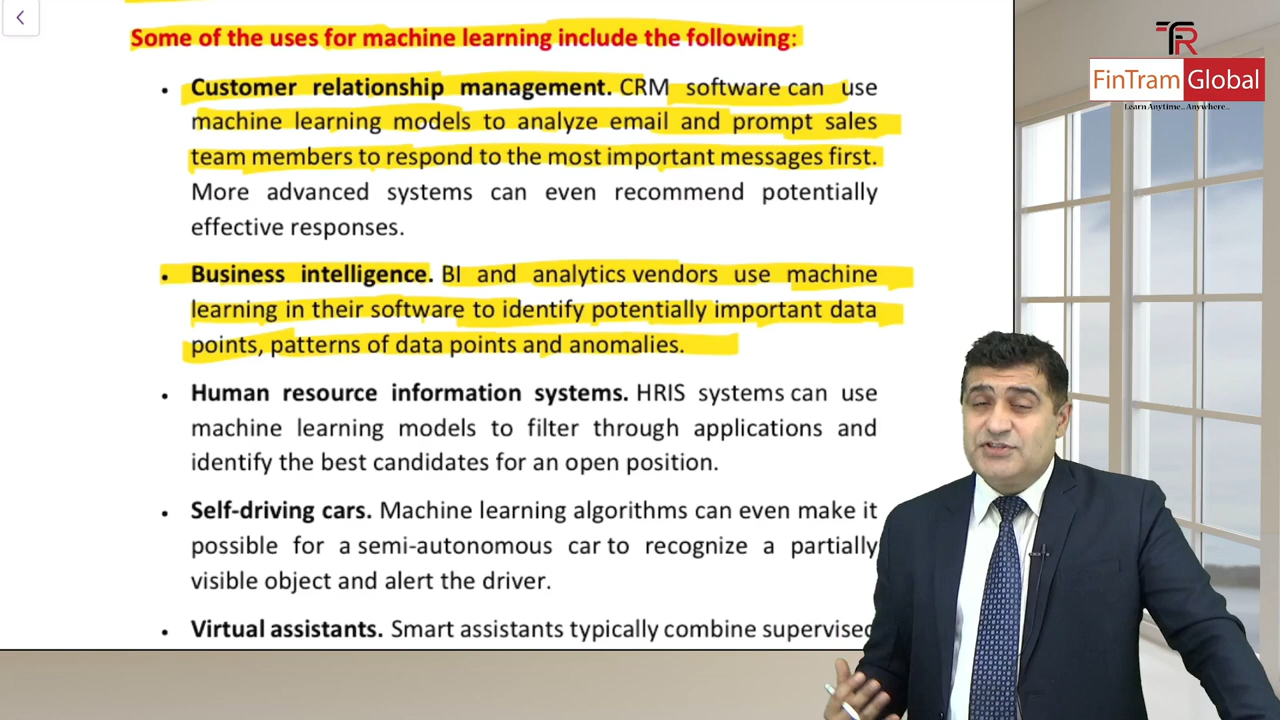 Some of the uses for machine learning include the following:
• Customer relationship management. CRM software can use
machine learning models to analyze email and prompt sales
team members to respond to the most important messages first.
More advanced systems can even recommend potentially
effective responses.
• Business intelligence. BI and analytics vendors use machine
learning in their software to identify potentially important data
points, patterns of data points and anomalies.
• Human resource information systems. HRIS systems can use
machine learning models to filter through applications and
identify the best candidates for an open position.
• Self-driving cars. Machine learning algorithms can even make it
possible for a semi-autonomous car to recognize a partially
visible object and alert the driver.
• Virtual assistants. Smart assistants typically combine supervised
TR
FinTram Global
Learn Anytime.. Anywhere..